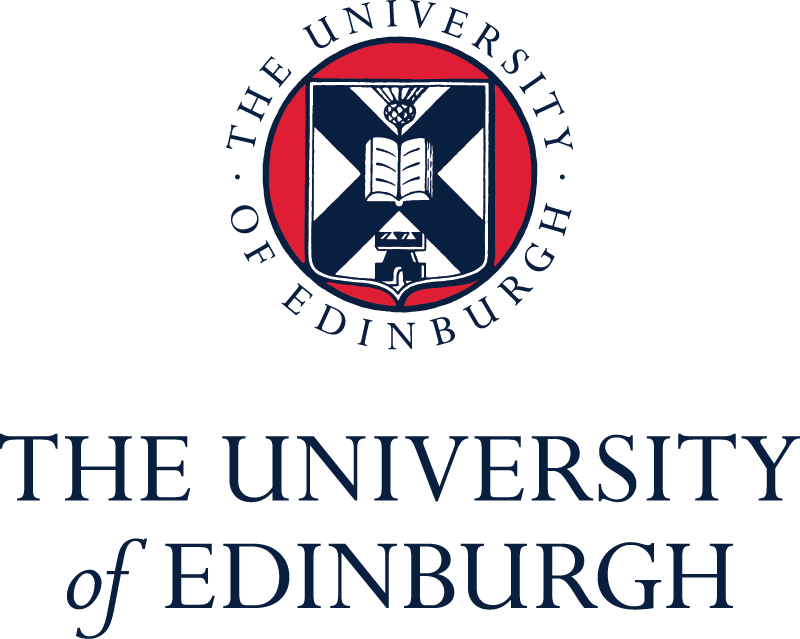 THE UNIVERSITY
· OF EDINBURGH ·
THE UNIVERSITY
of EDINBURGH